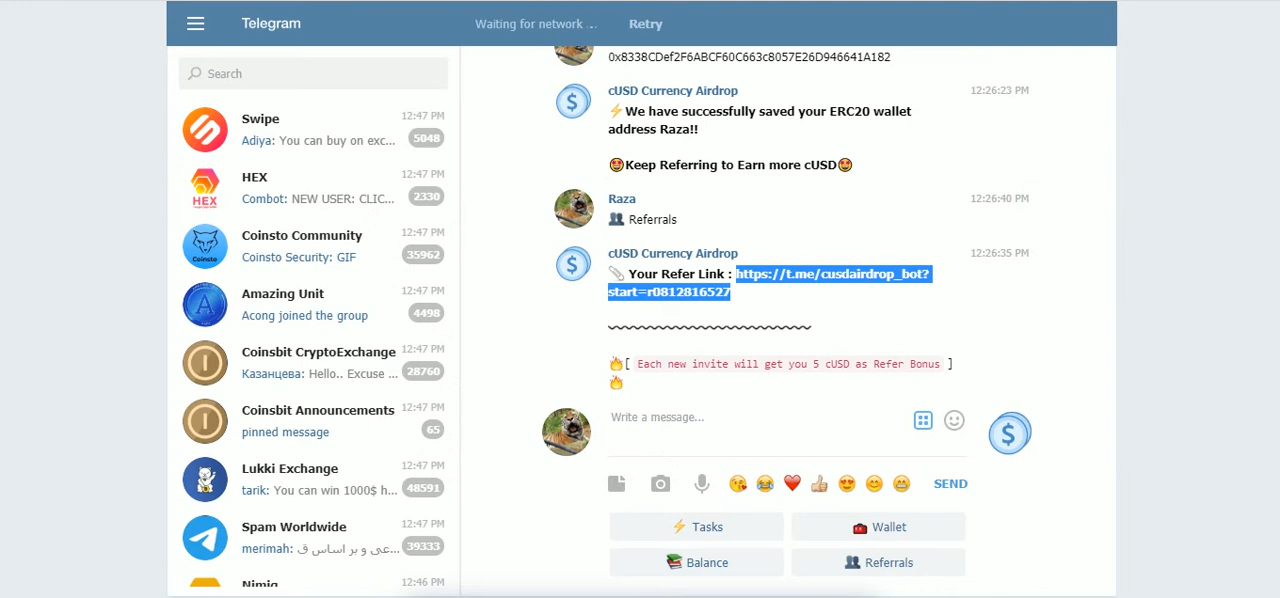 Telegram
Waiting for network ...
Retry
Search
Swipe 12:47 PM
Adiya: You can buy on exc... 5048
HEX 12:47 PM
Combot: NEW USER: CLIC... 2330
Coinsto Community 12:47 PM
Coinsto Security: GIF 35962
Amazing Unit 12:47 PM
Acong joined the group 4498
Coinsbit CryptoExchange 12:47 PM
Казанцева: Hello.. Excuse ... 28760
Coinsbit Announcements 12:47 PM
pinned message 65
Lukki Exchange 12:47 PM
tarik: You can win 1000$ h... 48591
Spam Worldwide 12:47 PM
merimah: عی و بر اساس ق... 39333
Nimiq 12:46 PM
HEX
Coinsto
0x8338CDef2F6ABCF60C663c8057E26D946641A182
cUSD Currency Airdrop 12:26:23 PM
⚡We have successfully saved your ERC20 wallet
address Raza!!
🤩Keep Referring to Earn more cUSD🤩
Raza 12:26:40 PM
👥 Referrals
cUSD Currency Airdrop 12:26:35 PM
📎 Your Refer Link : https://t.me/cusdairdrop_bot?
start=r0812816527
🔥[ Each new invite will get you 5 cUSD as Refer Bonus ]
🔥
Write a message...
SEND
⚡ Tasks
🧰 Wallet
📚 Balance
👥 Referrals